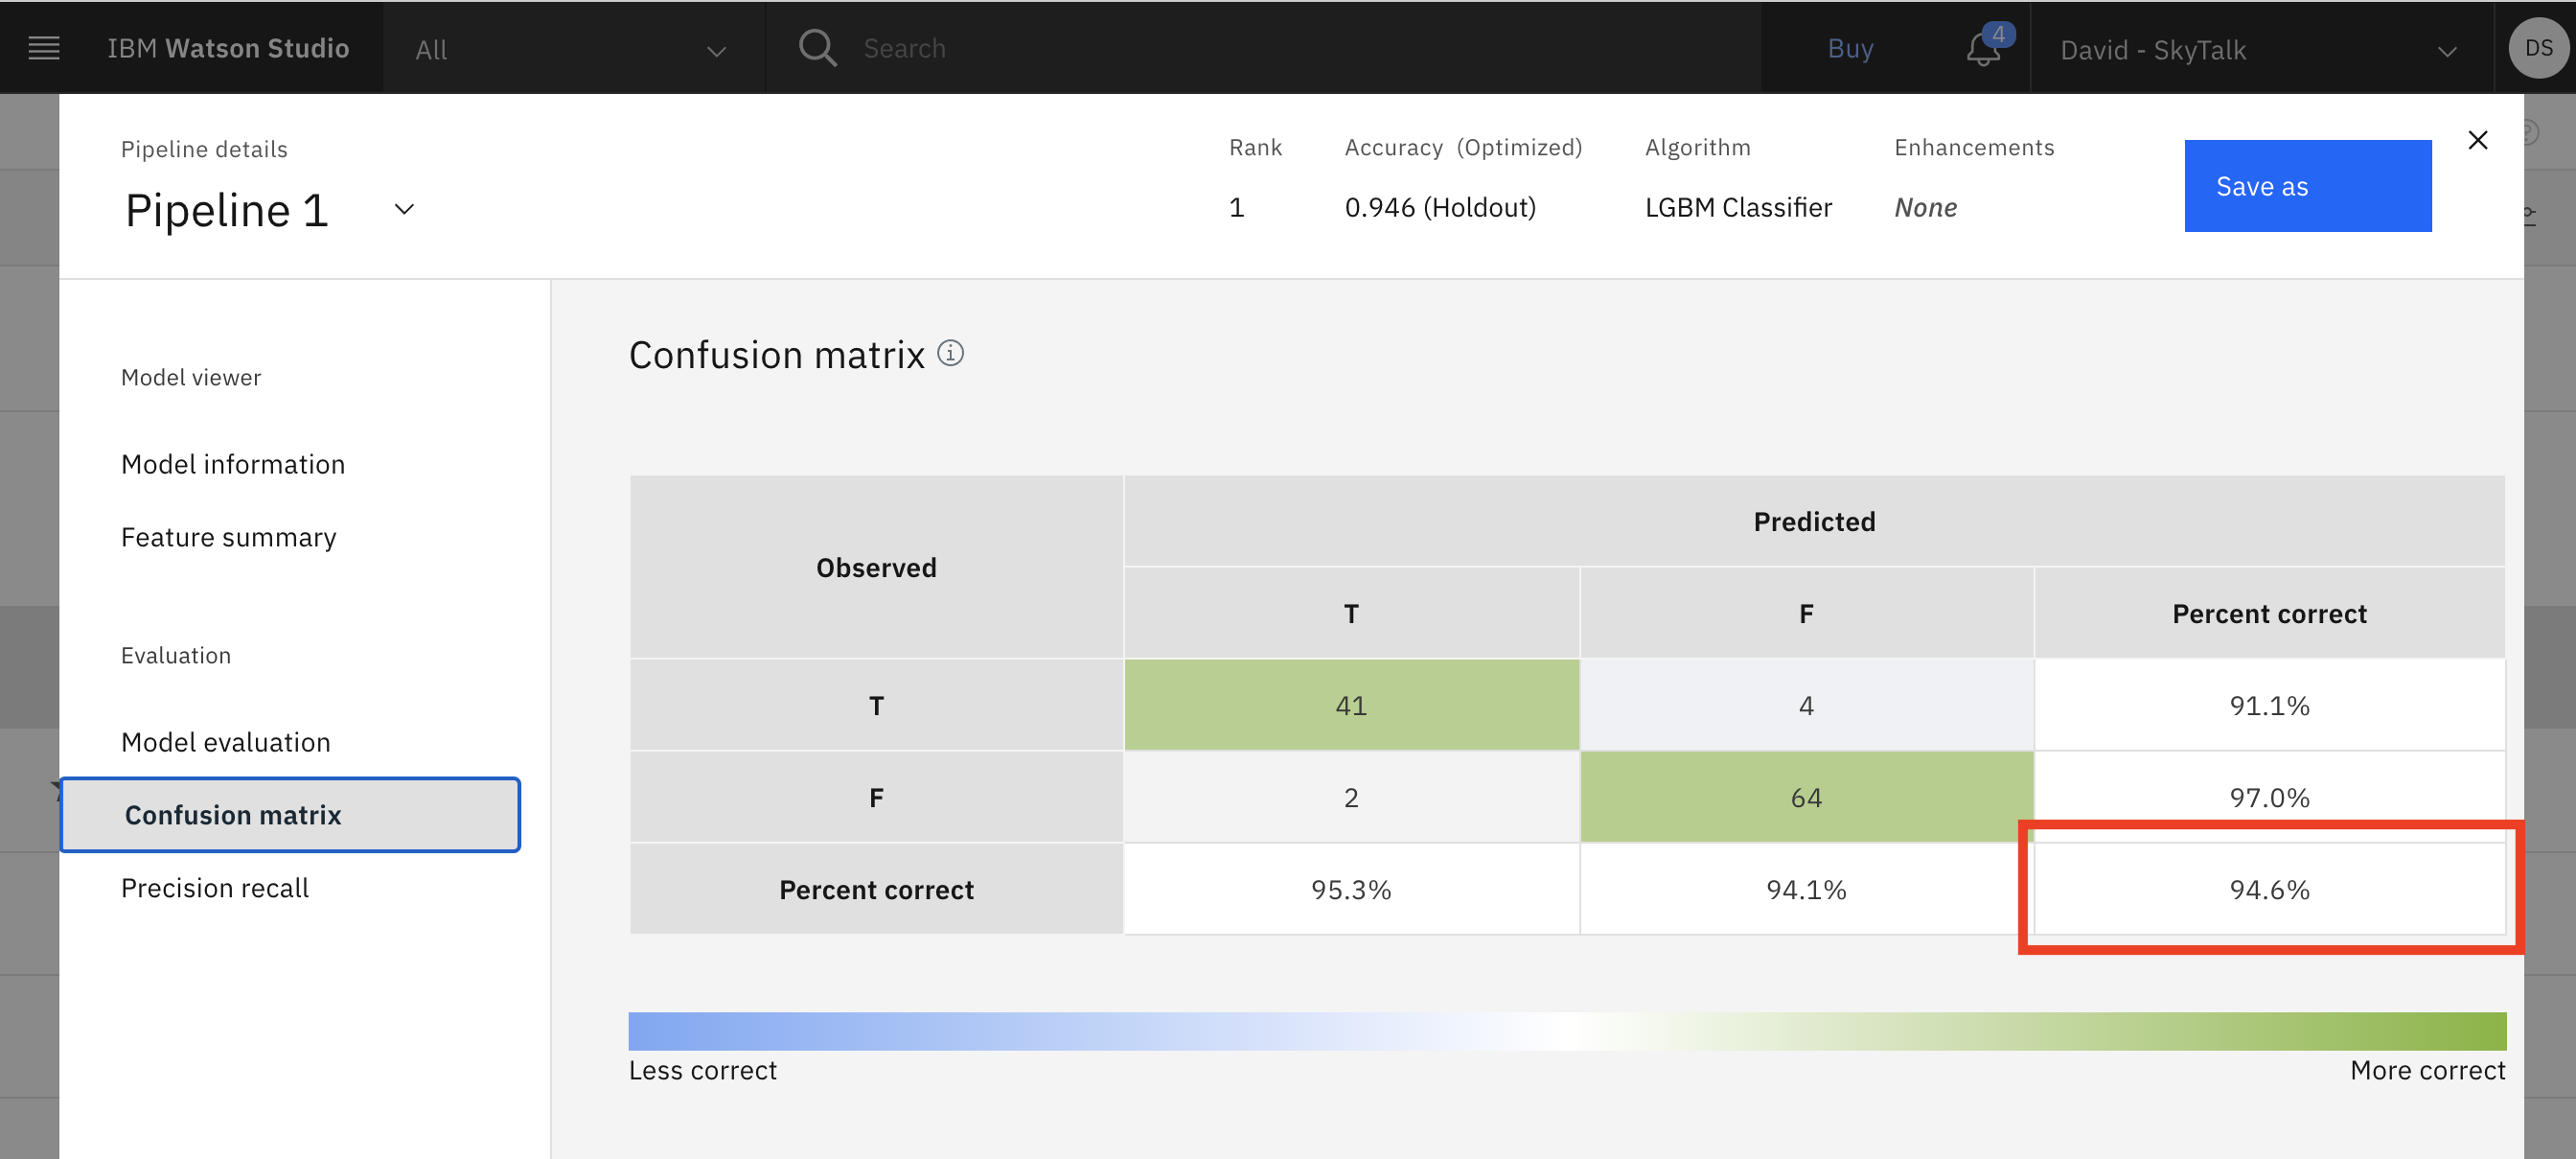 IBM Watson Studio
All
Search
Buy
4
David - SkyTalk
DS
Pipeline details
Pipeline 1
Rank
Accuracy (Optimized)
Algorithm
Enhancements
1
0.946 (Holdout)
LGBM Classifier
None
Save as
Model viewer
Model information
Feature summary
Evaluation
Model evaluation
Confusion matrix
Precision recall
Confusion matrix
Observed
Predicted
T
F
Percent correct
T
41
4
91.1%
F
2
64
97.0%
Percent correct
95.3%
94.1%
94.6%
Less correct
More correct